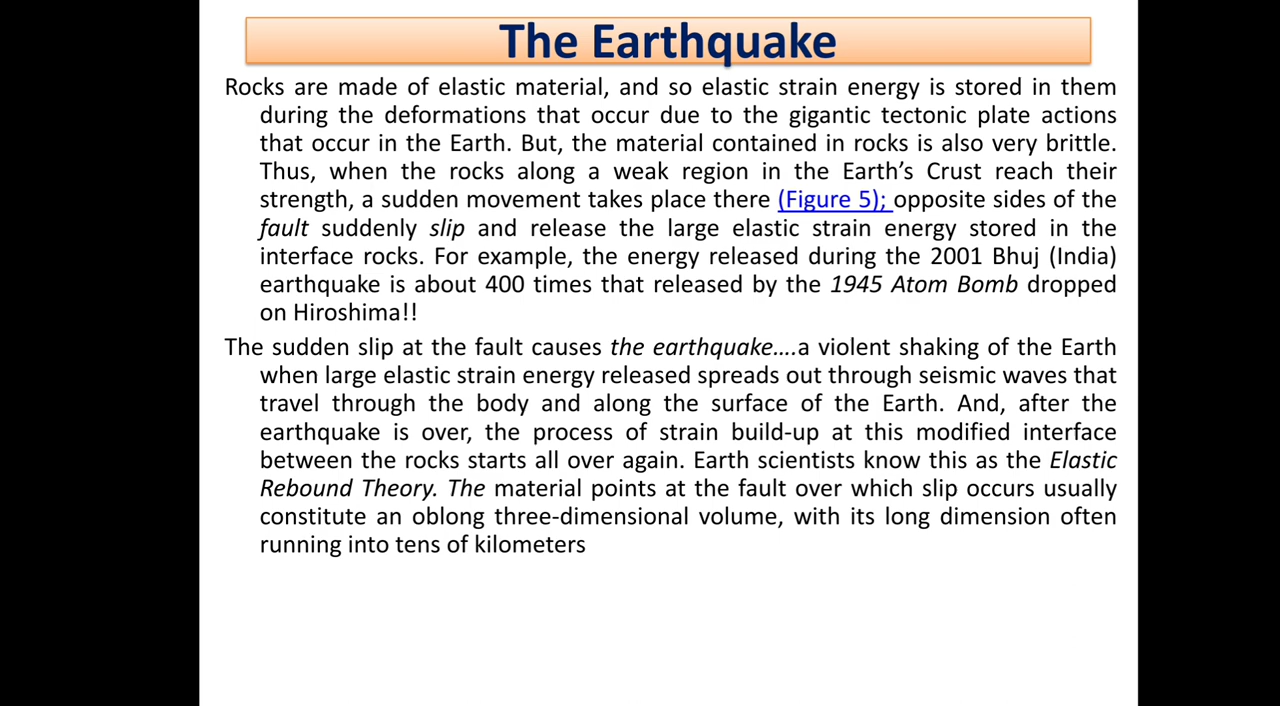 The Earthquake
Rocks are made of elastic material, and so elastic strain energy is stored in them
during the deformations that occur due to the gigantic tectonic plate actions
that occur in the Earth. But, the material contained in rocks is also very brittle.
Thus, when the rocks along a weak region in the Earth’s Crust reach their
strength, a sudden movement takes place there (Figure 5); opposite sides of the
fault suddenly slip and release the large elastic strain energy stored in the
interface rocks. For example, the energy released during the 2001 Bhuj (India)
earthquake is about 400 times that released by the 1945 Atom Bomb dropped
on Hiroshima!!
The sudden slip at the fault causes the earthquake….a violent shaking of the Earth
when large elastic strain energy released spreads out through seismic waves that
travel through the body and along the surface of the Earth. And, after the
earthquake is over, the process of strain build-up at this modified interface
between the rocks starts all over again. Earth scientists know this as the Elastic
Rebound Theory. The material points at the fault over which slip occurs usually
constitute an oblong three-dimensional volume, with its long dimension often
running into tens of kilometers